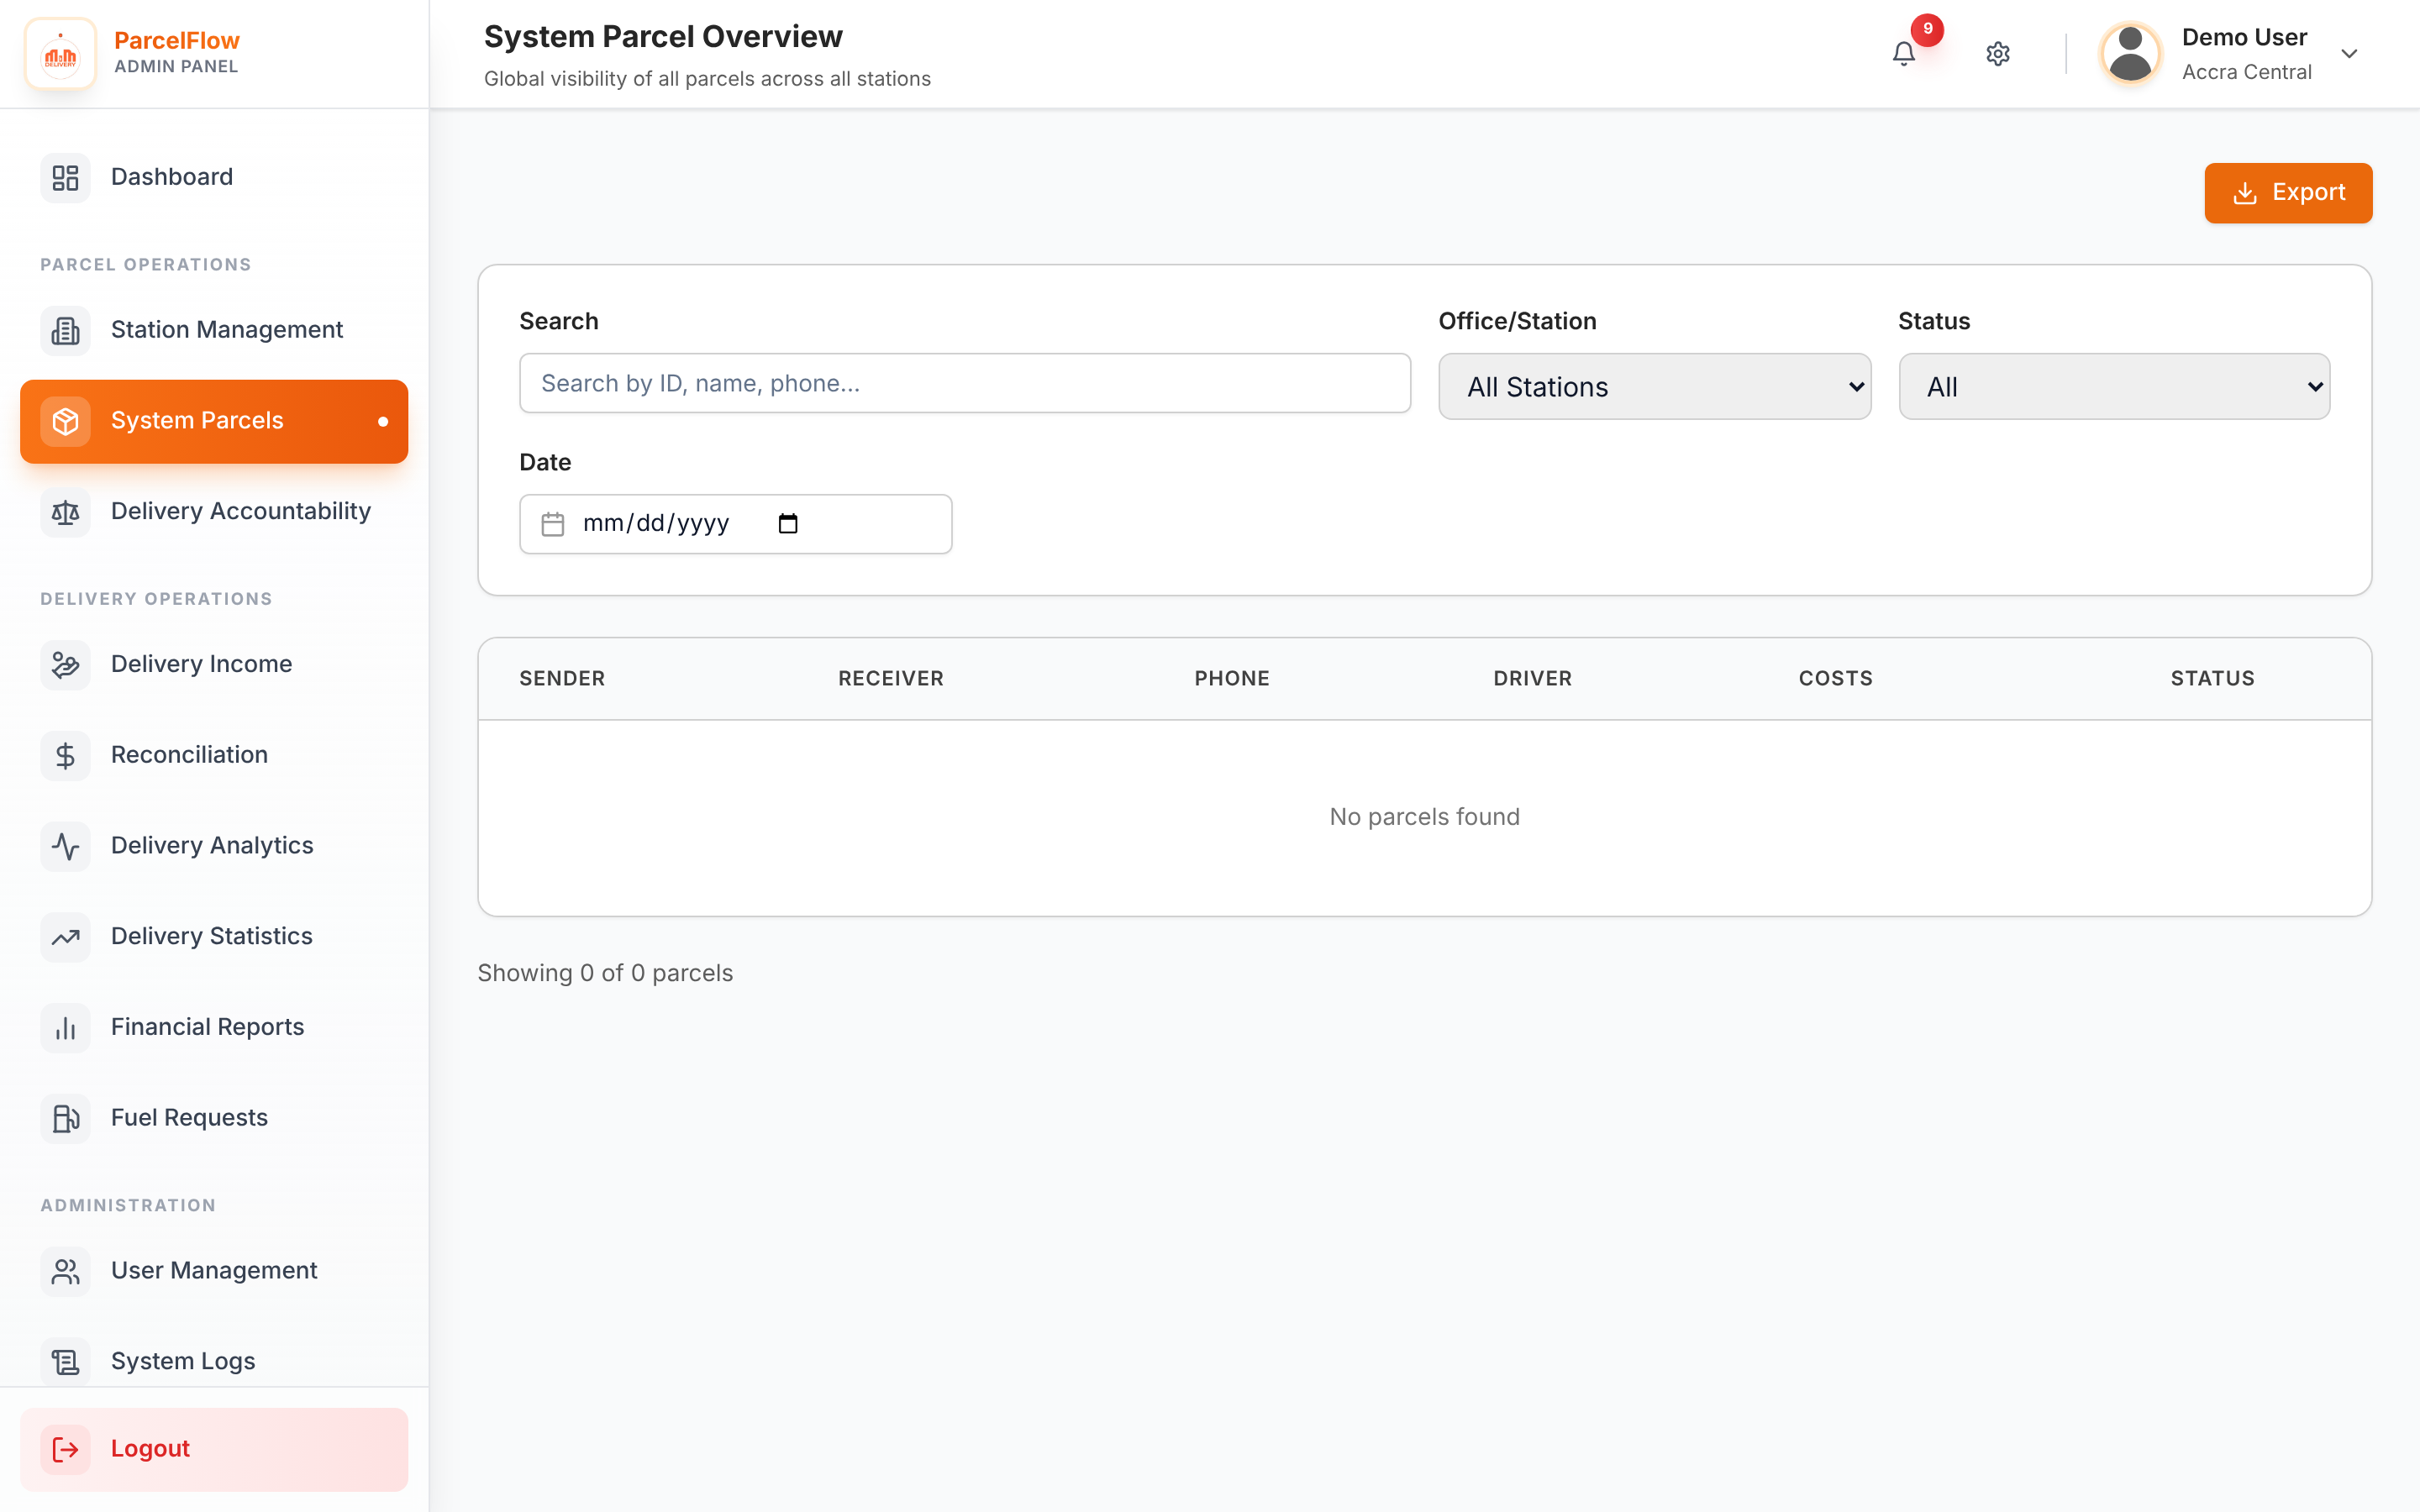 DELIVERY
ParcelFlow
ADMIN PANEL
Dashboard
PARCEL OPERATIONS
Station Management
System Parcels
Delivery Accountability
DELIVERY OPERATIONS
Delivery Income
Reconciliation
Delivery Analytics
Delivery Statistics
Financial Reports
Fuel Requests
ADMINISTRATION
User Management
System Logs
Logout
System Parcel Overview
Global visibility of all parcels across all stations
9
Demo User
Accra Central
Export
Search
Search by ID, name, phone...
Office/Station
All Stations
Status
All
Date
mm/dd/yyyy
SENDER RECEIVER PHONE DRIVER COSTS STATUS
No parcels found
Showing 0 of 0 parcels